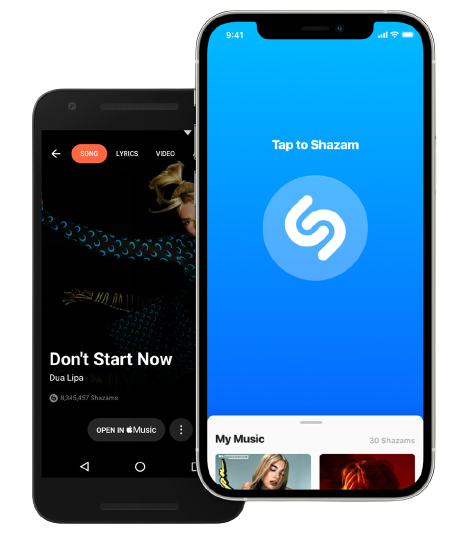 9:41
Tap to Shazam
My Music
30 Shazams
SONG
LYRICS
VIDEO
Don't Start Now
Dua Lipa
8,345,457 Shazams
OPEN IN Music